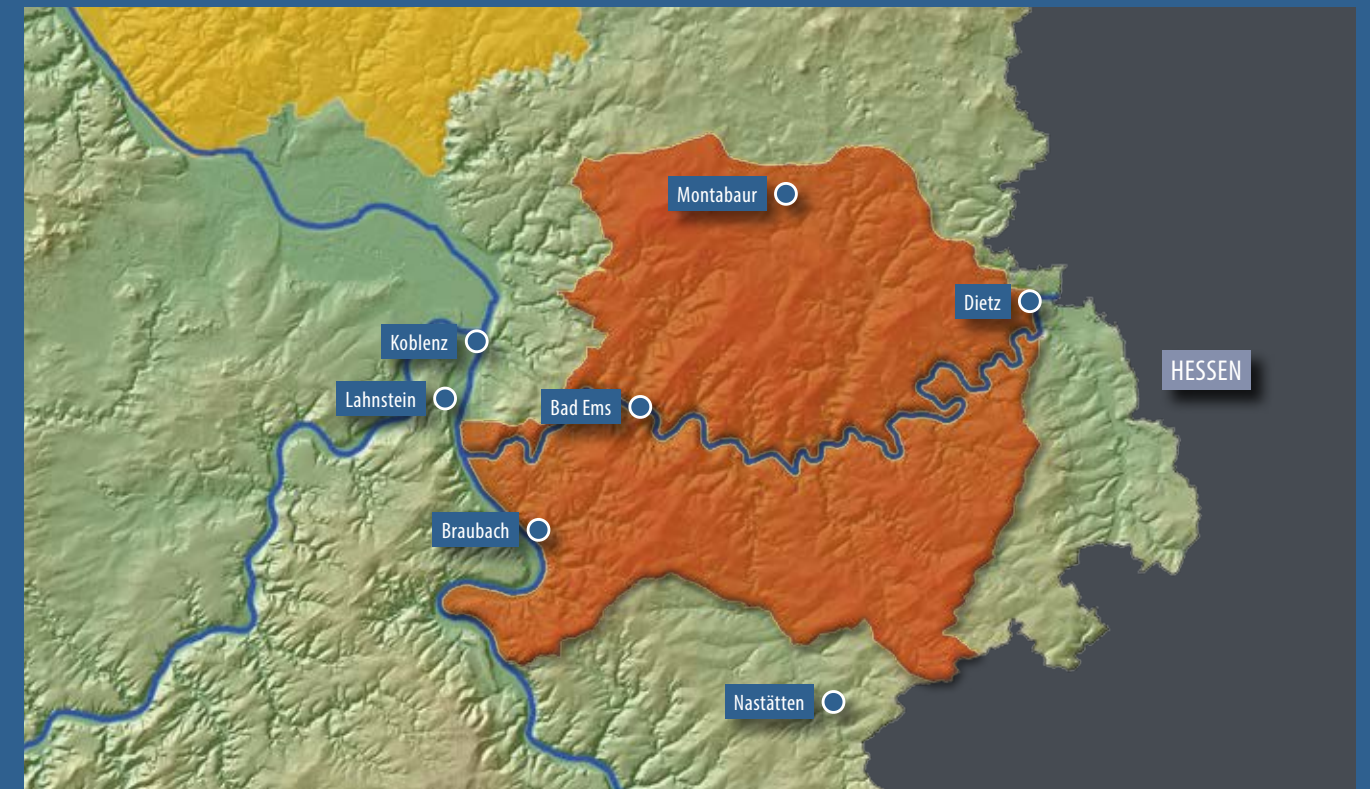 Montabaur
Dietz
Koblenz
HESSEN
Lahnstein
Bad Ems
Braubach
Nastätten